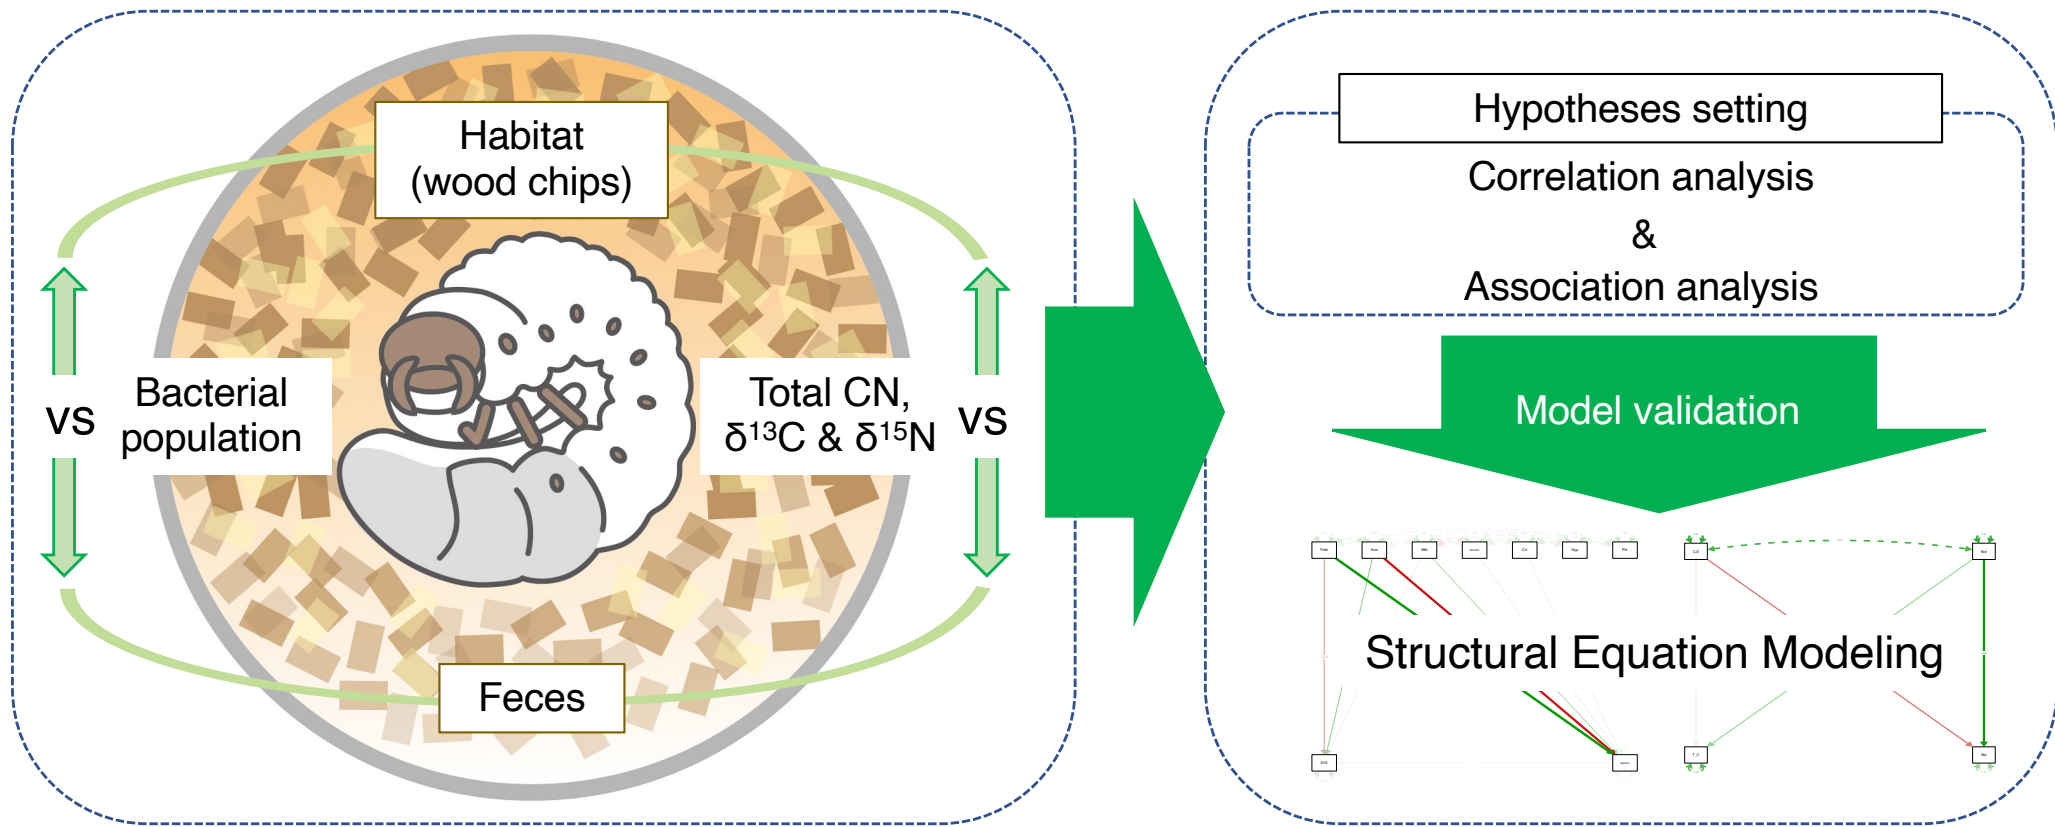 Habitat
(wood chips)
vs
Bacterial
population
Total CN,
δ¹³C & δ¹⁵N
vs
Feces
Hypotheses setting
Correlation analysis
&
Association analysis
Model validation
Structural Equation Modeling